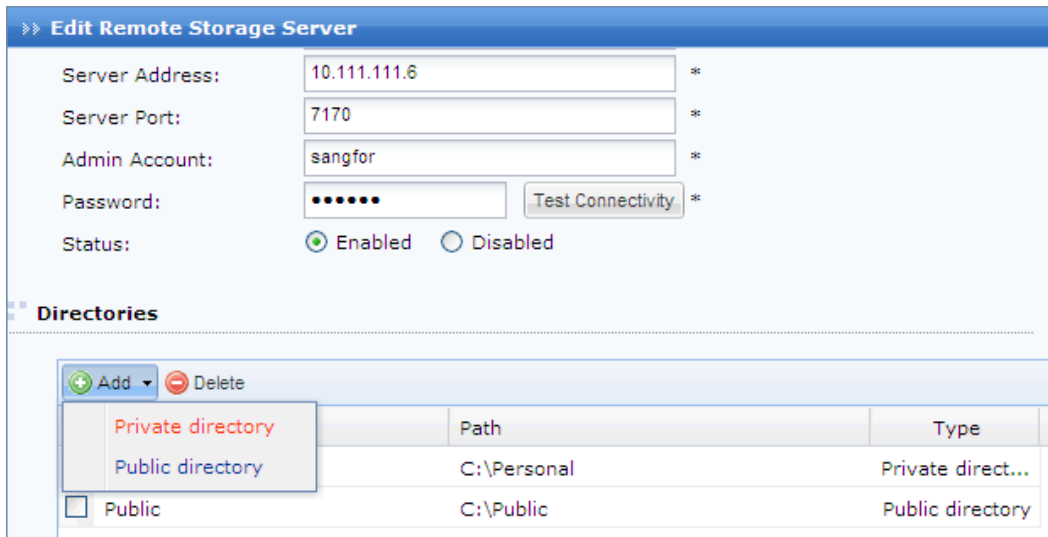 Edit Remote Storage Server
Server Address: 10.111.111.6 *
Server Port: 7170 *
Admin Account: sangfor *
Password: •••••• Test Connectivity *
Status: Enabled Disabled
Directories
Add Delete
Private directory
Public directory
Path Type
C:\Personal Private direct...
Public C:\Public Public directory